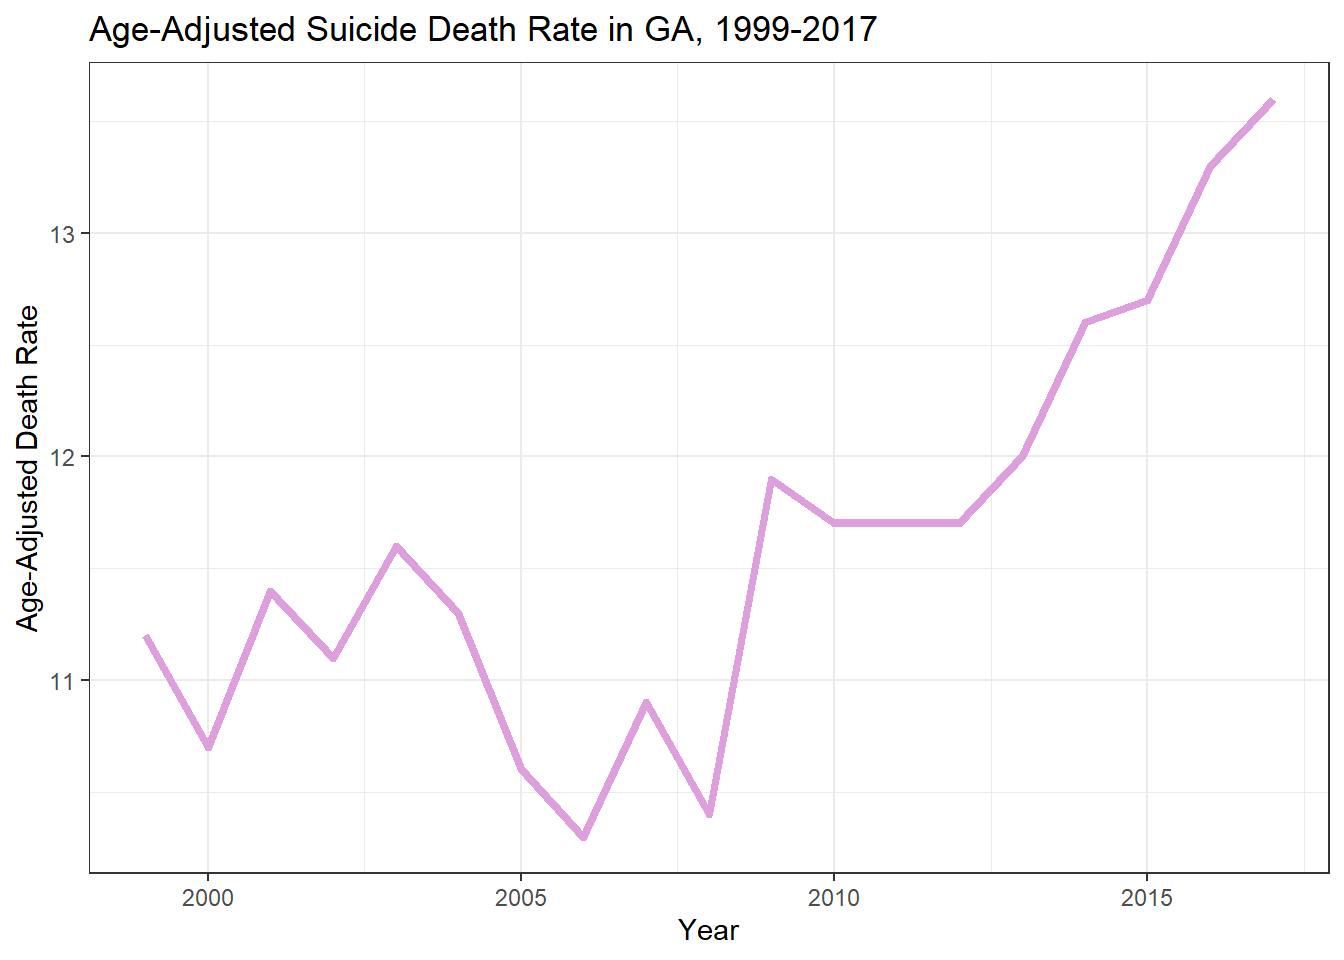 Age-Adjusted Suicide Death Rate in GA, 1999-2017
Age-Adjusted Death Rate
13
12
11
2000 2005 2010 2015
Year